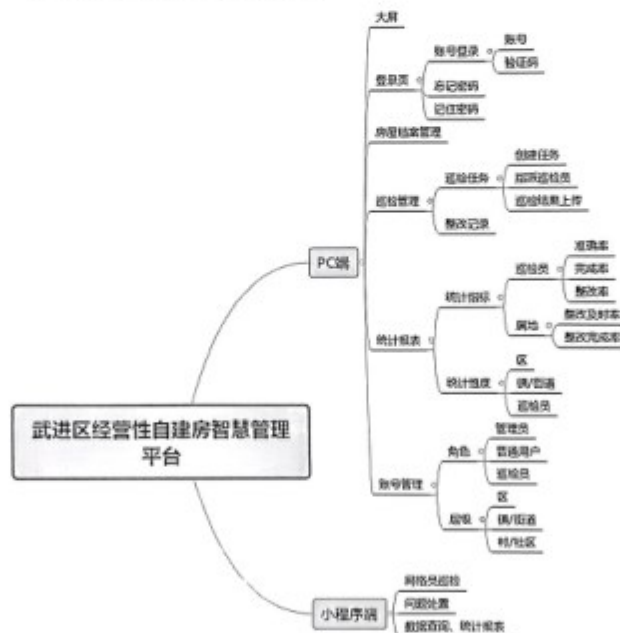 大屏
登录页
账号登录
账号
验证码
忘记密码
记住密码
房屋档案管理
巡检管理
巡检任务
创建任务
巡检员
巡检结果上传
整改记录
PC端
统计报表
统计指标
巡检员
准确率
完成率
整改率
属地
整改及时率
整改完成率
统计维度
区
镇/街道
巡检员
武进区经营性自建房智慧管理
平台
账号管理
角色
管理员
普通用户
巡检员
层级
区
镇/街道
村/社区
小程序端
网格员巡检
问题处置
数据查询、统计报表